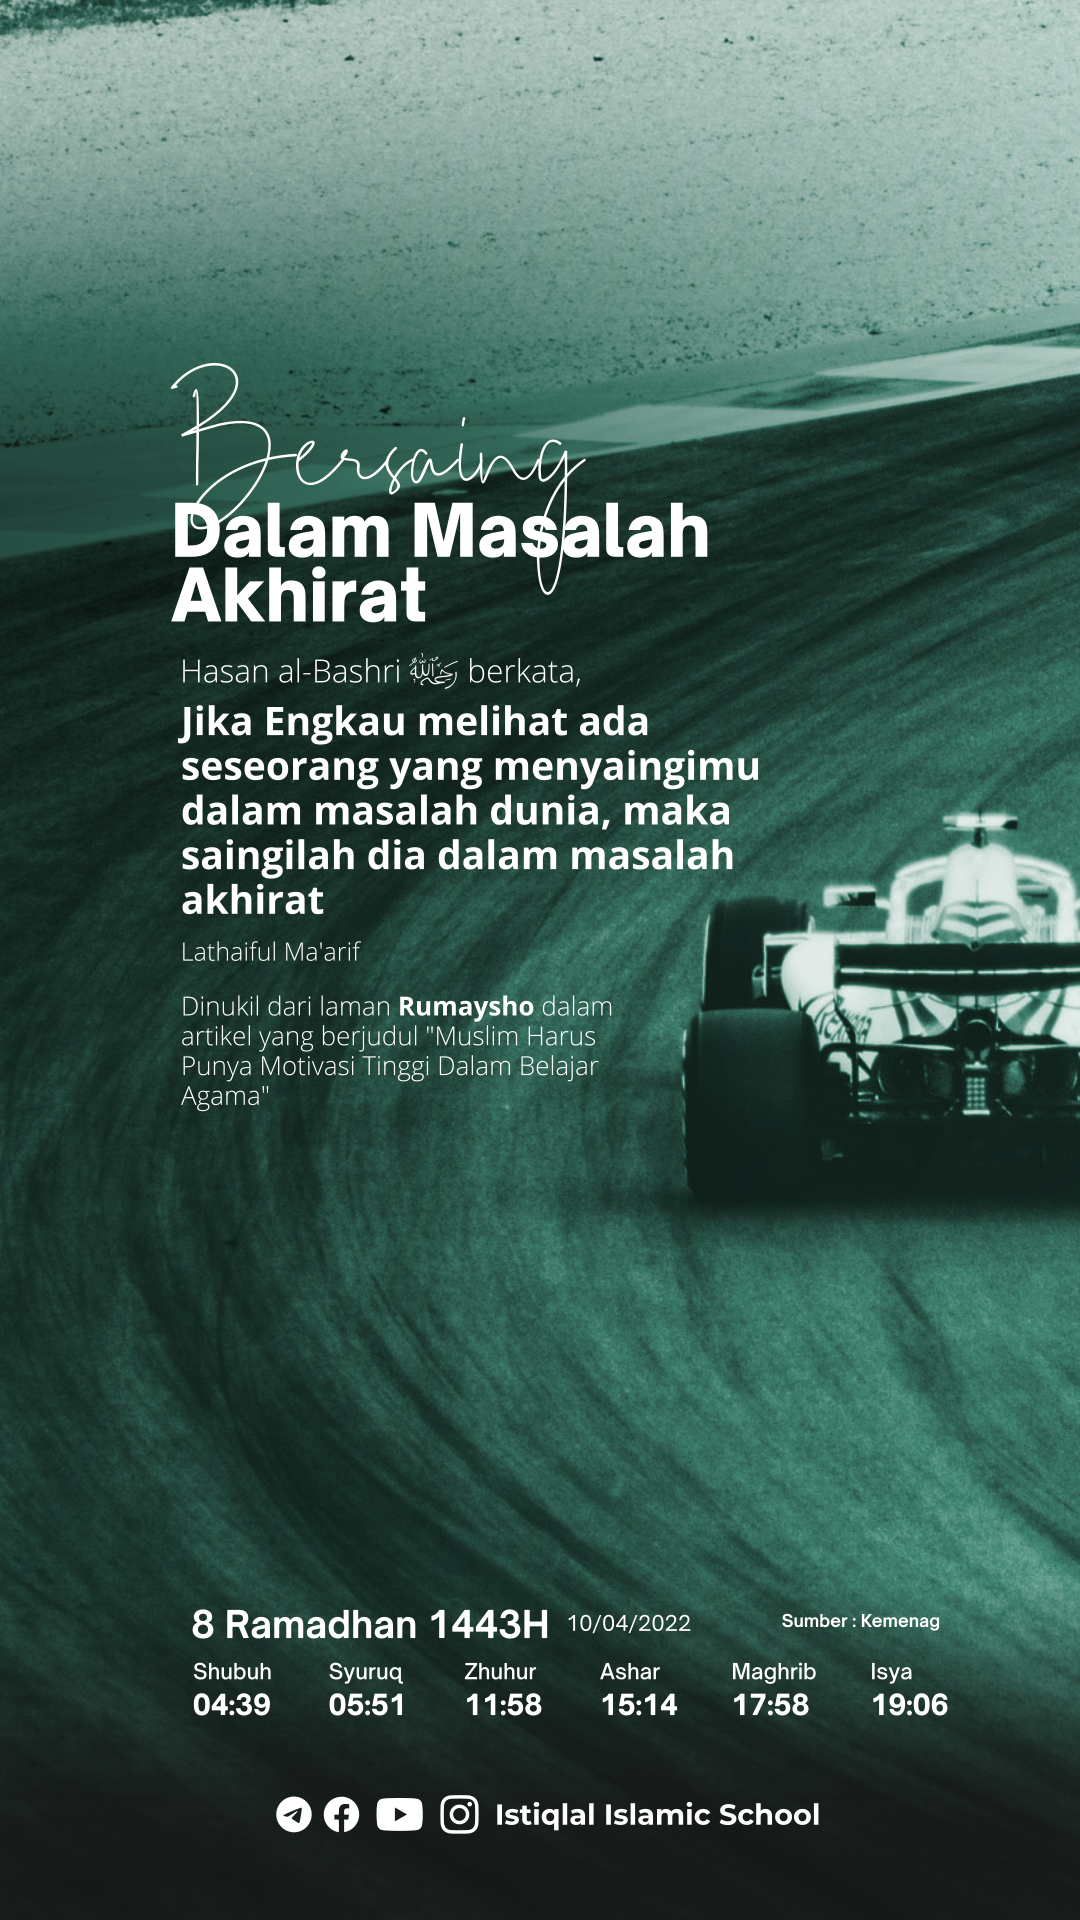 Bersaing
Dalam Masalah
Akhirat
Hasan al-Bashri رحمه الله berkata,
Jika Engkau melihat ada
seseorang yang menyaingimu
dalam masalah dunia, maka
saingilah dia dalam masalah
akhirat
Lathaiful Ma'arif
Dinukil dari laman Rumaysho dalam
artikel yang berjudul "Muslim Harus
Punya Motivasi Tinggi Dalam Belajar
Agama"
8 Ramadhan 1443H 10/04/2022 Sumber : Kemenag
Shubuh Syuruq Zhuhur Ashar Maghrib Isya
04:39 05:51 11:58 15:14 17:58 19:06
Istiqlal Islamic School